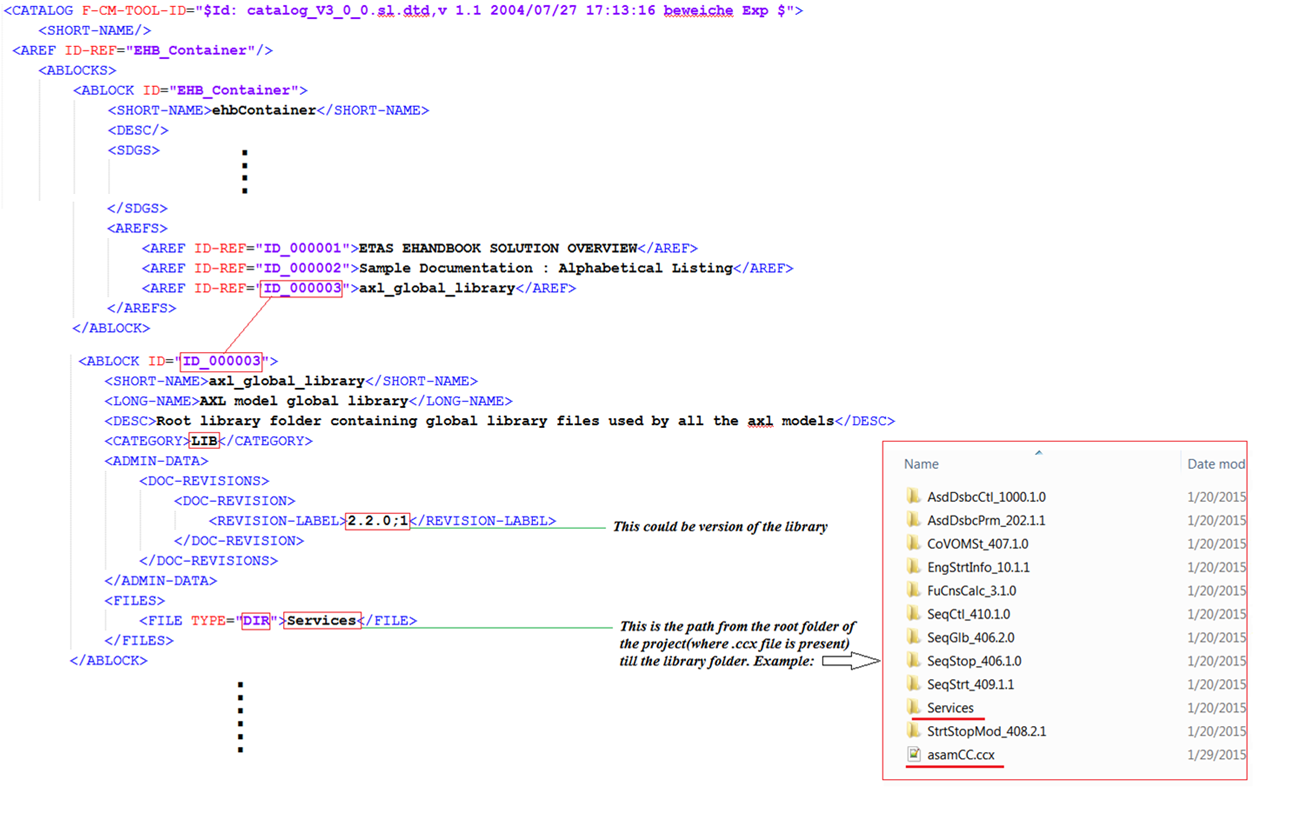 <CATALOG F-CM-TOOL-ID="$Id: catalog_V3_0_0.sl.dtd,v 1.1 2004/07/27 17:13:16 beweiche Exp $">
<SHORT-NAME/>
<AREF ID-REF="EHB_Container"/>
<ABLOCKS>
<ABLOCK ID="EHB_Container">
<SHORT-NAME>ehbContainer</SHORT-NAME>
<DESC/>
<SDGS>
</SDGS>
<AREFS>
<AREF ID-REF="ID_000001">ETAS EHANDBOOK SOLUTION OVERVIEW</AREF>
<AREF ID-REF="ID_000002">Sample Documentation : Alphabetical Listing</AREF>
<AREF ID-REF="ID_000003">axl_global_library</AREF>
</AREFS>
</ABLOCK>
<ABLOCK ID="ID_000003">
<SHORT-NAME>axl_global_library</SHORT-NAME>
<LONG-NAME>AXL model global library</LONG-NAME>
<DESC>Root library folder containing global library files used by all the axl models</DESC>
<CATEGORY>LIB</CATEGORY>
<ADMIN-DATA>
<DOC-REVISIONS>
<DOC-REVISION>
<REVISION-LABEL>2.2.0;1</REVISION-LABEL>
This could be version of the library
</DOC-REVISION>
</DOC-REVISIONS>
</ADMIN-DATA>
<FILES>
<FILE TYPE="DIR">Services</FILE>
</FILES>
</ABLOCK>
This is the path from the root folder of
the project(where .ccx file is present)
till the library folder. Example:
Name Date mod
AsdDsbcCtl_1000.1.0 1/20/2015
AsdDsbcPrm_202.1.1 1/20/2015
CoVOMSt_407.1.0 1/20/2015
EngStrtInfo_10.1.1 1/20/2015
FuCnsCalc_3.1.0 1/20/2015
SeqCtl_410.1.0 1/20/2015
SeqGlb_406.2.0 1/20/2015
SeqStop_406.1.0 1/20/2015
SeqStrt_409.1.1 1/20/2015
Services 1/20/2015
StrtStopMod_408.2.1 1/20/2015
asamCC.ccx 1/29/2015